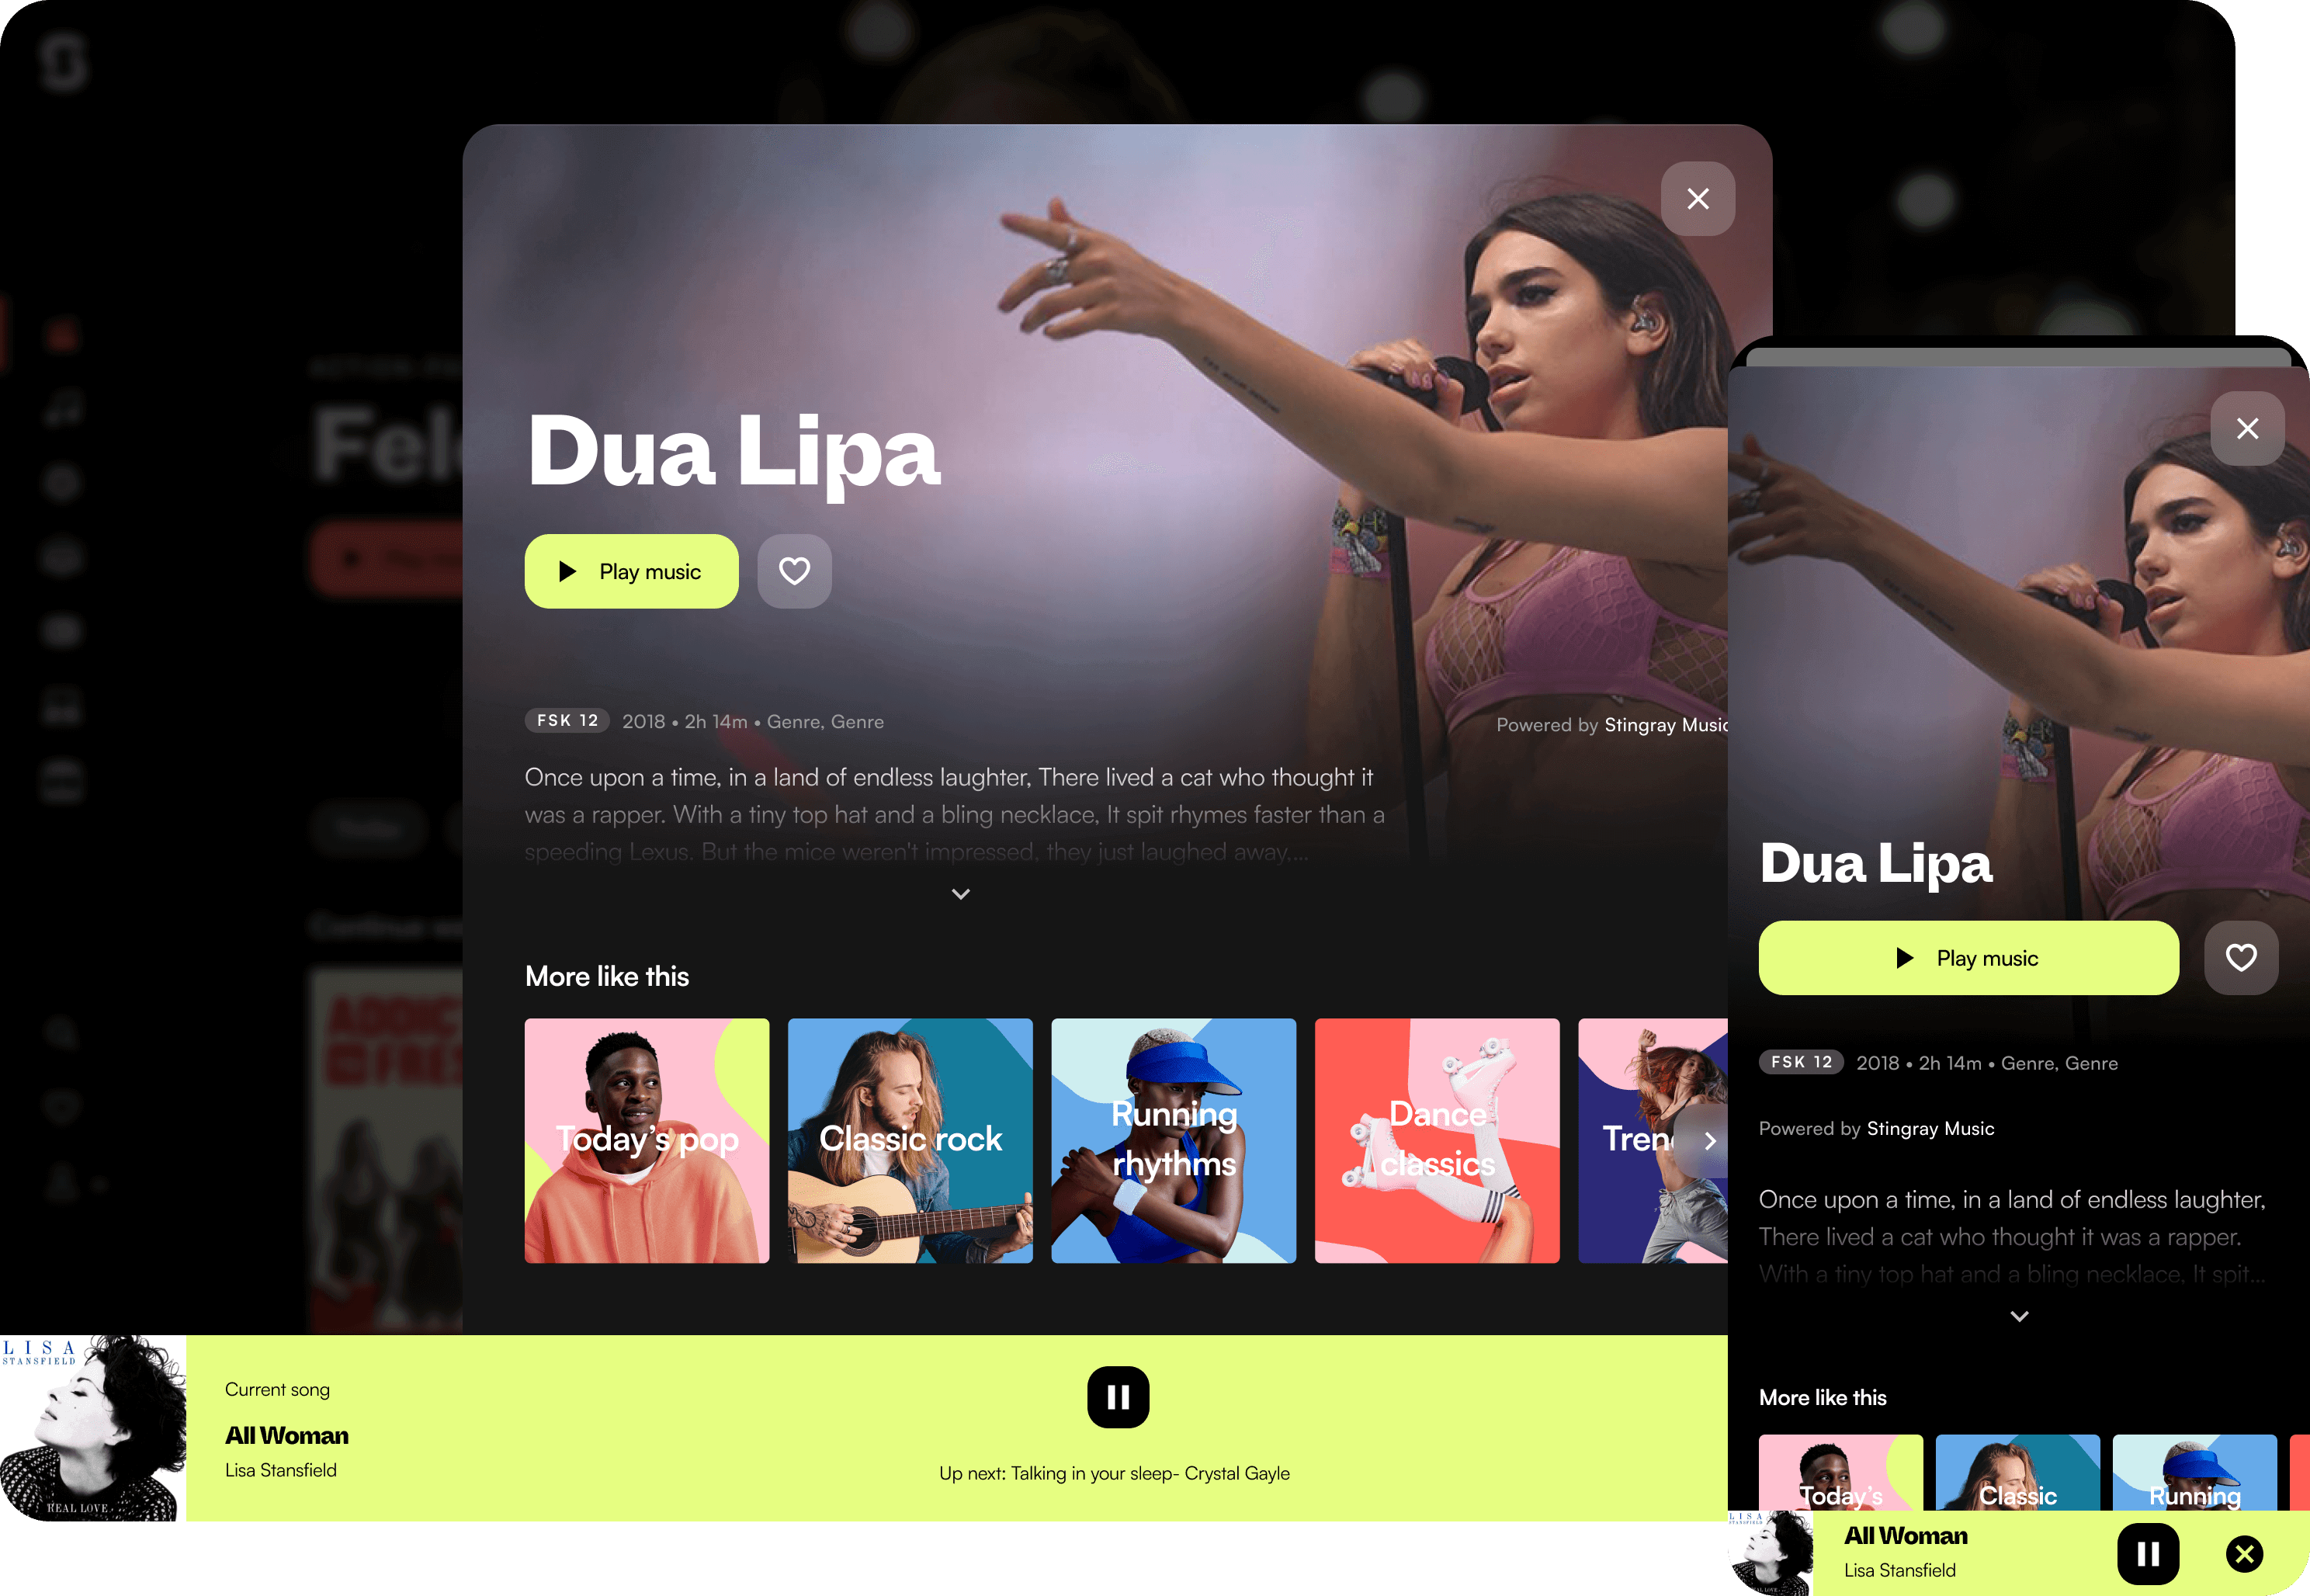 Dua Lipa
Play music
FSK 12 2018 • 2h 14m • Genre, Genre
Powered by Stingray Music
Once upon a time, in a land of endless laughter, There lived a cat who thought it
was a rapper. With a tiny top hat and a bling necklace, It spit rhymes faster than a
speeding Lexus. But the mice weren't impressed, they just laughed away....
More like this
Today's pop
Classic rock
Running
rhythms
Dance
classics
LISA
STANSFIELD
REAL LOVE
Current song
All Woman
Lisa Stansfield
Up next: Talking in your sleep- Crystal Gayle
Dua Lipa
Play music
FSK 12 2018 • 2h 14m • Genre, Genre
Powered by Stingray Music
Once upon a time, in a land of endless laughter,
There lived a cat who thought it was a rapper.
With a tiny top hat and a bling necklace, It spit...
More like this
Today's
Classic
Running
LISA
STANSFIELD
All Woman
Lisa Stansfield